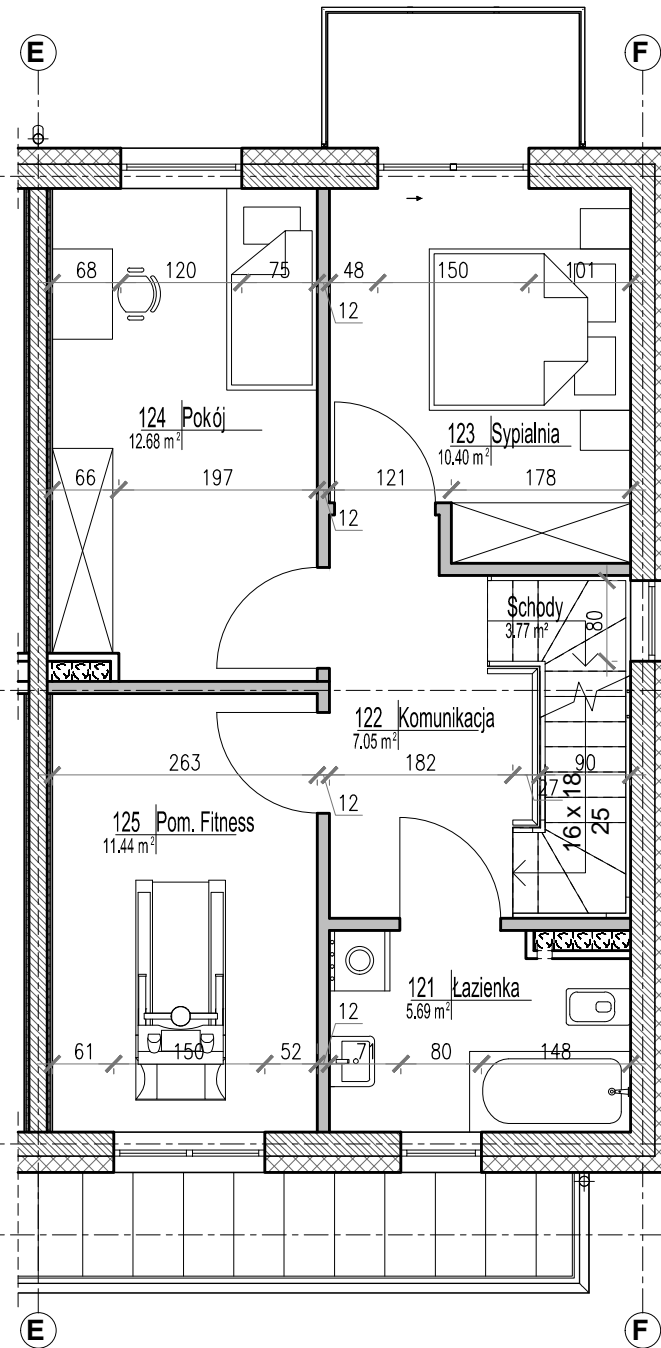 E F
68 120 75 48 150 101
12
124 Pokój
12.68 m²
123 Sypialnia
10.40 m²
66 197 121 178
12
Schody
3.77 m²
80
122 Komunikacja
7.05 m²
263 182 27 90
12
16 x 18
25
125 Pom. Fitness
11.44 m²
121 Łazienka
5.69 m²
12
61 150 52 71 80 148
E F